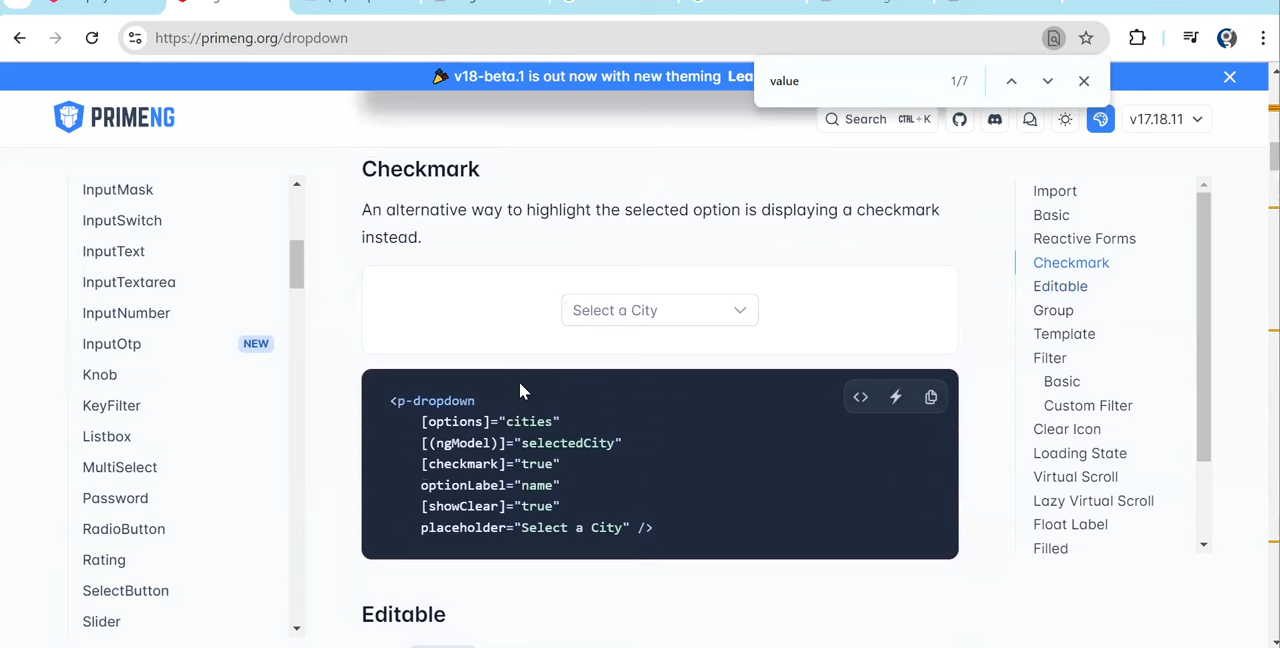 https://primeng.org/dropdown
value
1/7
v18-beta.1 is out now with new theming
PRIMENG
Search CTRL+K
v17.18.11
InputMask
InputSwitch
InputText
InputTextarea
InputNumber
InputOtp NEW
Knob
KeyFilter
Listbox
MultiSelect
Password
RadioButton
Rating
SelectButton
Slider
Checkmark
An alternative way to highlight the selected option is displaying a checkmark
instead.
Select a City
<p-dropdown
[options]="cities"
[(ngModel)]="selectedCity"
[checkmark]="true"
optionLabel="name"
[showClear]="true"
placeholder="Select a City" />
Editable
Import
Basic
Reactive Forms
Checkmark
Editable
Group
Template
Filter
Basic
Custom Filter
Clear Icon
Loading State
Virtual Scroll
Lazy Virtual Scroll
Float Label
Filled